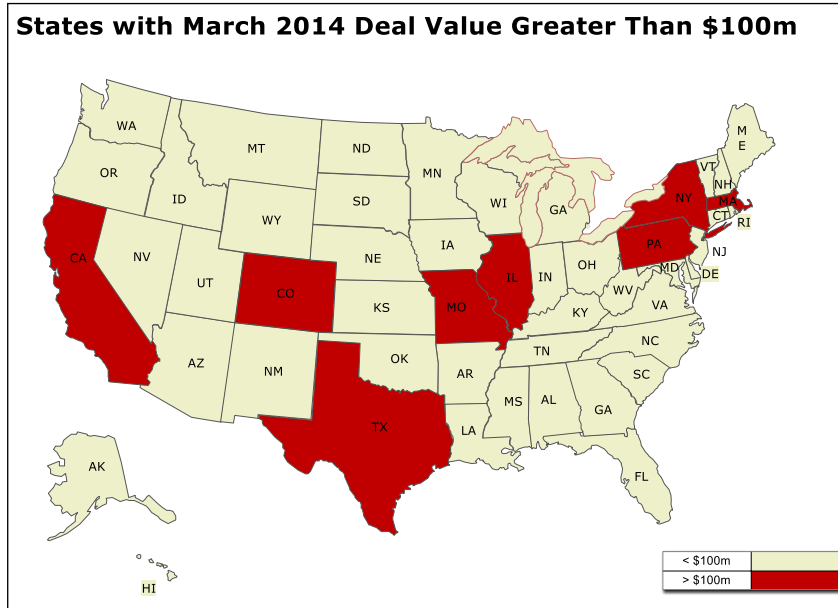 States with March 2014 Deal Value Greater Than $100m
WA
MT
ND
MN
M
E
OR
ID
WY
SD
WI
GA
NY
VT
NH
MA
CT
RI
CA
NV
UT
CO
NE
IA
IL
IN
OH
PA
NJ
MD
DE
KS
MO
KY
WV
VA
AZ
NM
OK
AR
TN
NC
SC
TX
LA
MS
AL
GA
FL
AK
HI
< $100m
> $100m